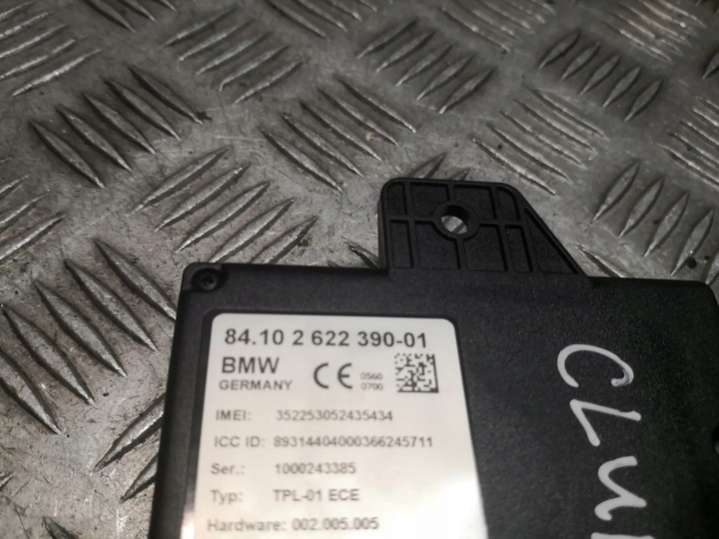 84.10 2 622 390-01
BMW
GERMANY
CE 0560
0700
IMEI: 352253052435434
ICC ID: 89314404000366245711
Ser.: 1000243385
Typ: TPL-01 ECE
Hardware: 002.005.005